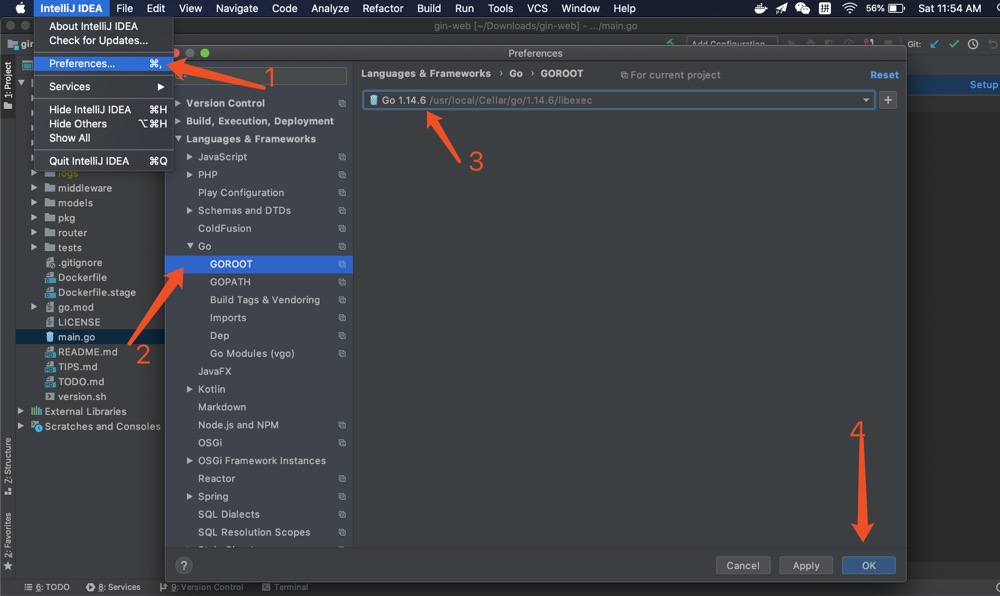 IntelliJ IDEA File Edit View Navigate Code Analyze Refactor Build Run Tools VCS Window Help 拼 56% Sat 11:54 AM
gin-web [~/Downloads/gin-web] - .../main.go
About IntelliJ IDEA
Check for Updates...
Preferences... ⌘,
Services
Hide IntelliJ IDEA ⌘H
Hide Others ⌥⌘H
Show All
Quit IntelliJ IDEA ⌘Q
gin
Add Configuration...
Git:
Setup
1: Project
logs
middleware
models
pkg
router
tests
.gitignore
Dockerfile
Dockerfile.stage
go.mod
LICENSE
main.go
README.md
TIPS.md
TODO.md
version.sh
External Libraries
Scratches and Consoles
Z: Structure
2: Favorites
Preferences
Version Control
Build, Execution, Deployment
Languages & Frameworks
JavaScript
PHP
Play Configuration
Schemas and DTDs
ColdFusion
Go
GOROOT
GOPATH
Build Tags & Vendoring
Imports
Dep
Go Modules (vgo)
JavaFX
Kotlin
Markdown
Node.js and NPM
OSGi
OSGi Framework Instances
Reactor
Spring
SQL Dialects
SQL Resolution Scopes
Languages & Frameworks › Go › GOROOT For current project Reset
Go 1.14.6 /usr/local/Cellar/go/1.14.6/libexec
+
1
2
3
4
?
Cancel Apply OK
6: TODO 8: Services 9: Version Control Terminal